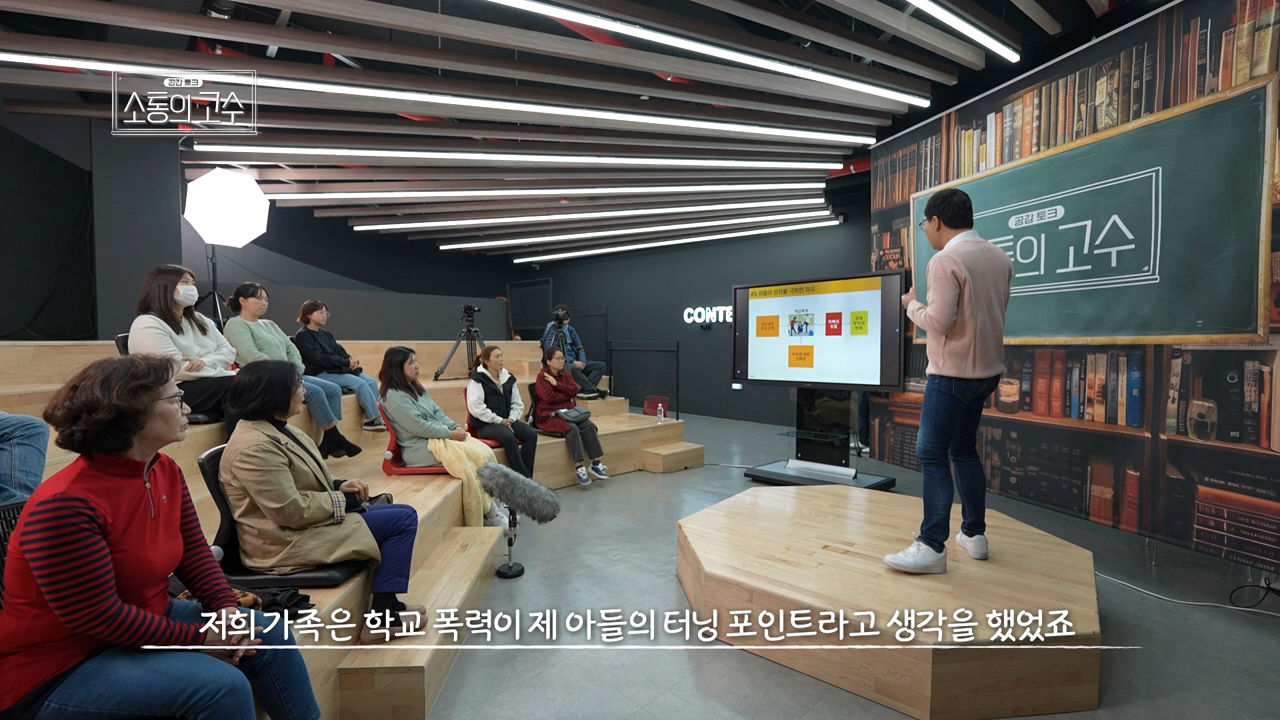 공감 토크
소통의 고수
공감 토크
통의 고수
CONTE
저희 가족은 학교 폭력이 제 아들의 터닝 포인트라고 생각을 했었죠